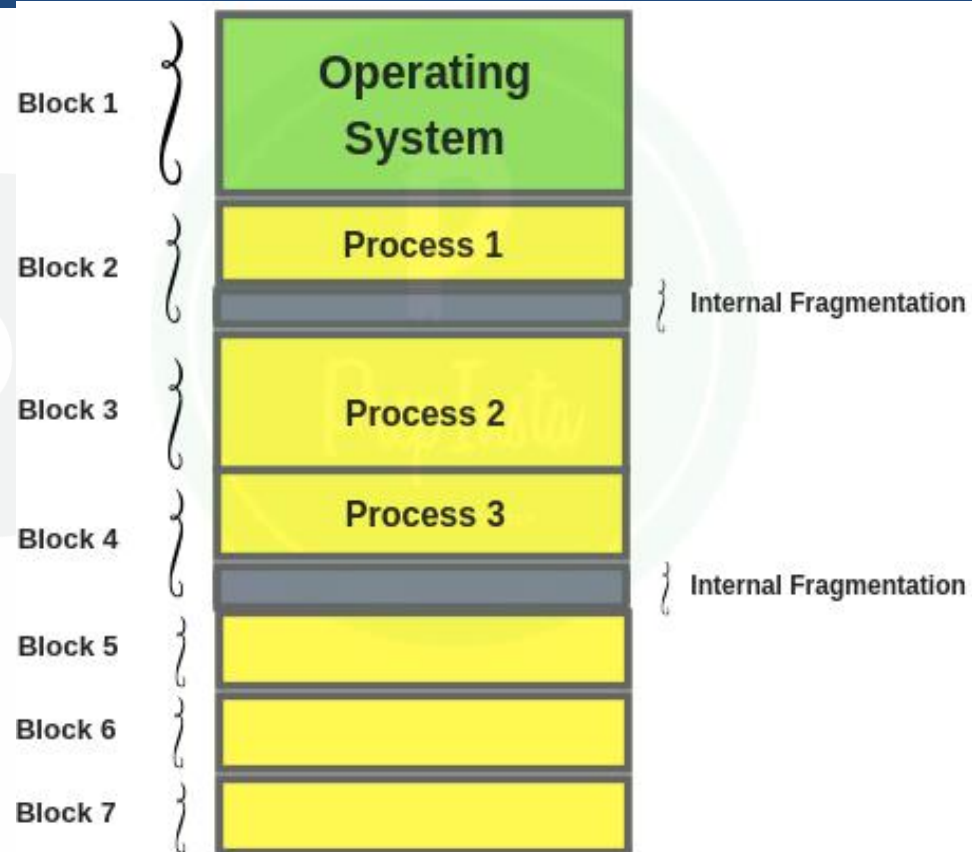 Block 1
Operating
System
Block 2
Process 1
Internal Fragmentation
Block 3
Process 2
Block 4
Process 3
Internal Fragmentation
Block 5
Block 6
Block 7
PrepInsta